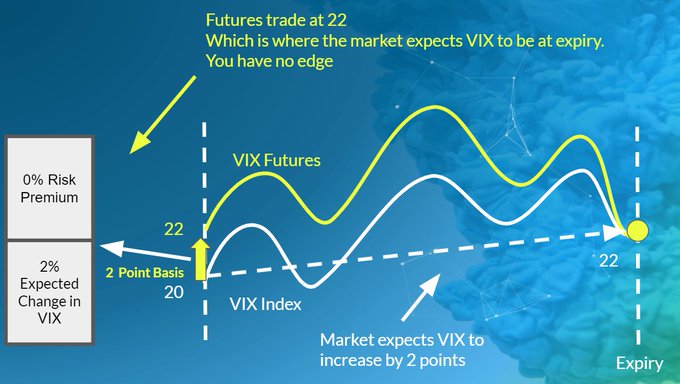 Futures trade at 22
Which is where the market expects VIX to be at expiry.
You have no edge
0% Risk
Premium
2%
Expected
Change in
VIX
VIX Futures
22
2 Point Basis
20
VIX Index
22
Market expects VIX to
increase by 2 points
Expiry